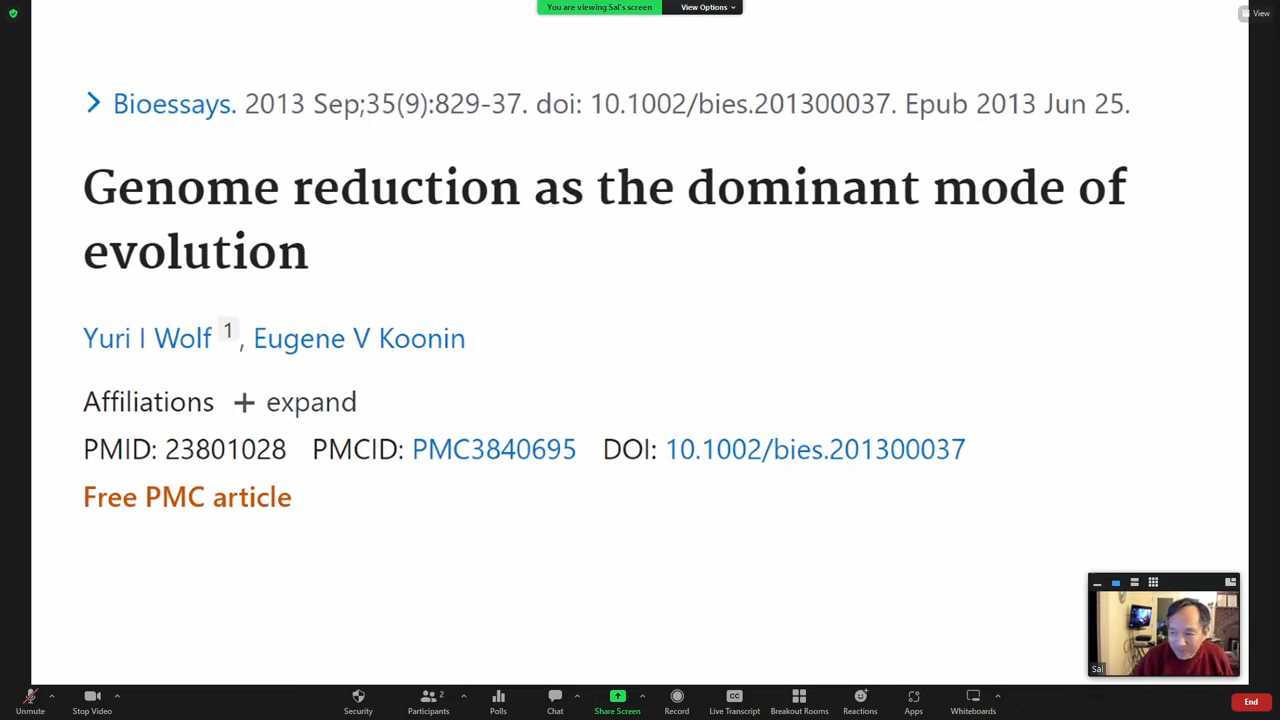 You are viewing Sal's screen
View Options
View
Bioessays. 2013 Sep;35(9):829-37. doi: 10.1002/bies.201300037. Epub 2013 Jun 25.
Genome reduction as the dominant mode of
evolution
Yuri I Wolf 1, Eugene V Koonin
Affiliations + expand
PMID: 23801028 PMCID: PMC3840695 DOI: 10.1002/bies.201300037
Free PMC article
Sal
Unmute
Stop Video
Security
Participants 2
Polls
Chat
Share Screen
Record
Live Transcript
Breakout Rooms
Reactions
Apps
Whiteboards
End